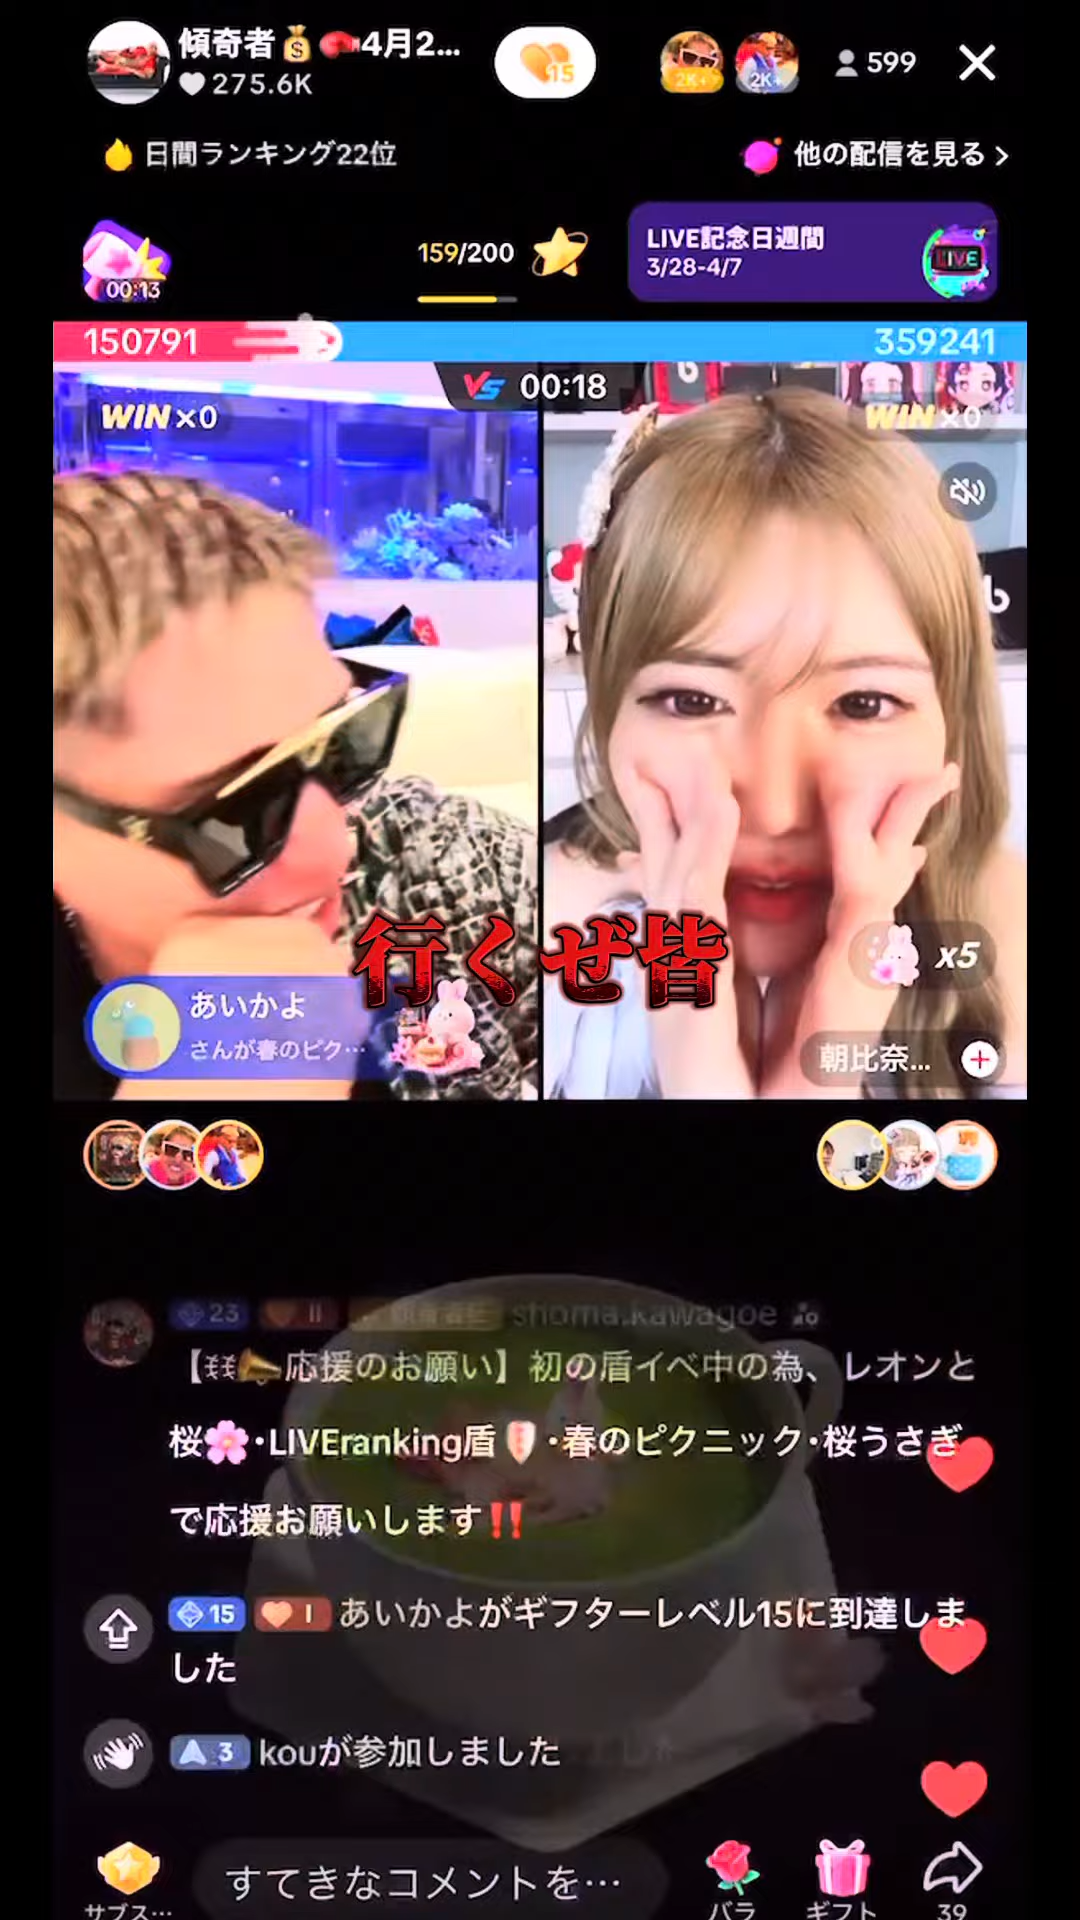 傾奇者💰🥊4月2...
275.6K
15
2K+
2K+
599
日間ランキング22位
他の配信を見る
00:13
159/200
LIVE記念日週間
3/28-4/7
LIVE
150791
359241
VS 00:18
WIN×0
WIN×0
行くぜ皆
x5
あいかよ
さんが春のピク…
朝比奈...
23 II shoma.kawagoe
応援のお願い】初の盾イベ中の為、レオンと
桜🌸・LIVEranking盾🛡・春のピクニック・桜うさぎ
で応援お願いします‼️
15 I あいかよがギフターレベル15に到達しま
した
3 kouが参加しました
すてきなコメントを…
サブス…
バラ
ギフト
39